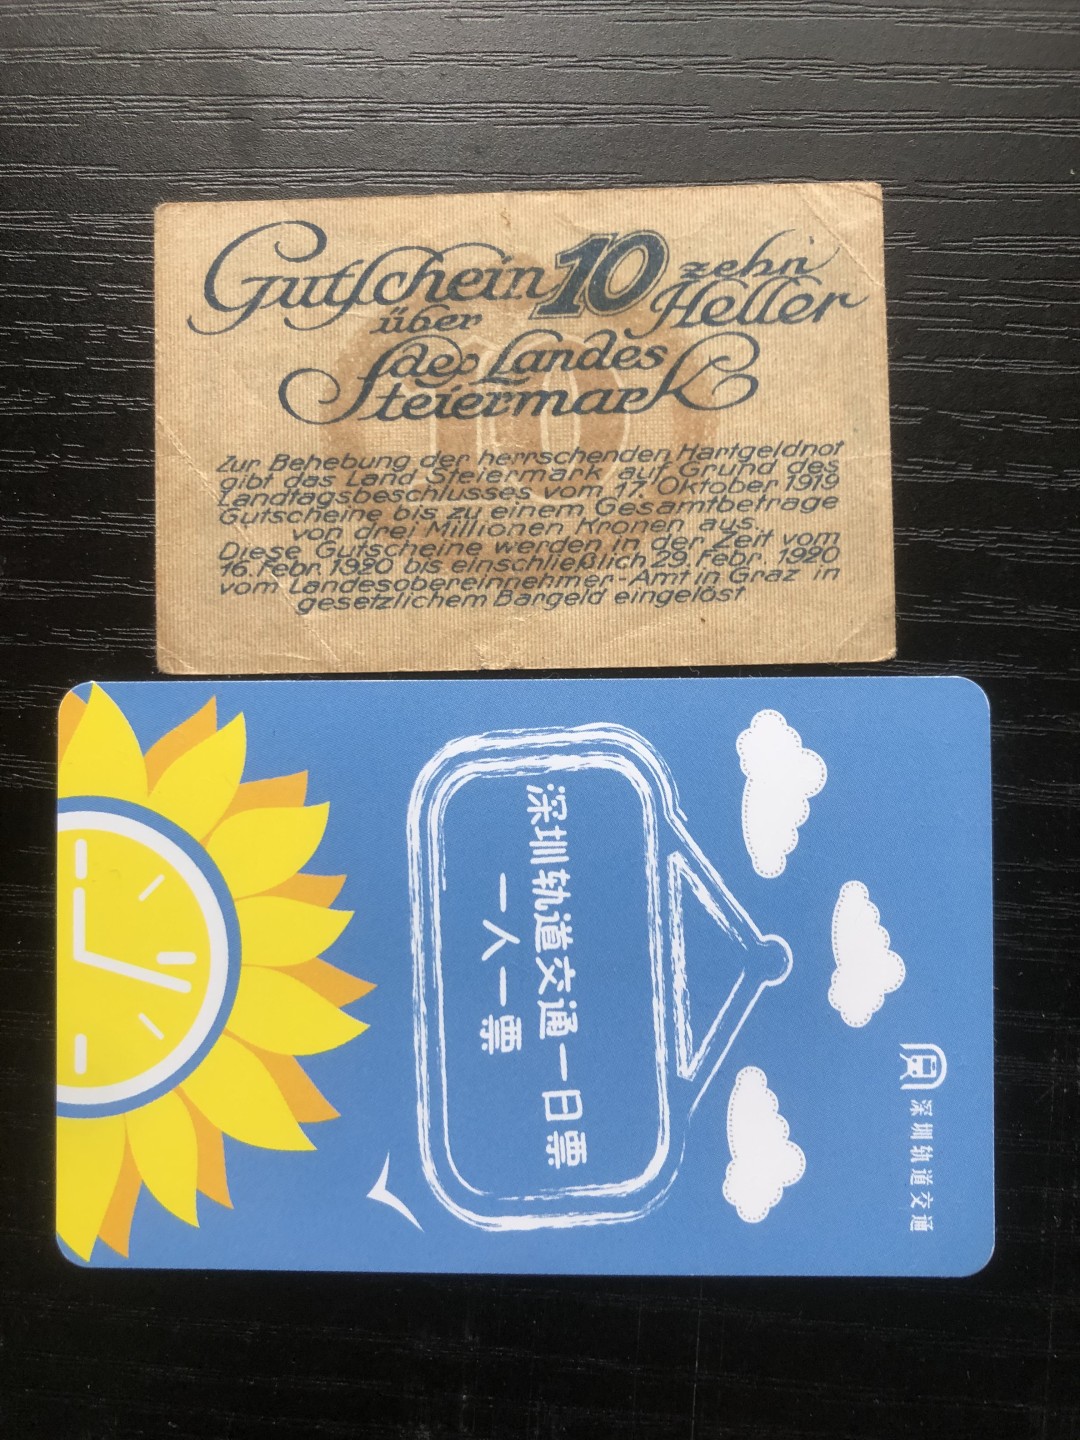 Gutschein 10 zehn
über Heller
des Landes
Steiermark
10
Zur Behebung der herrschenden Hartgeldnot
gibt das Land Steiermark auf Grund des
Landtagsbeschlusses vom 17. Oktober 1919
Gutscheine bis zu einem Gesamtbetrage
von drei Millionen Kronen aus.
Diese Gutscheine werden in der Zeit vom
16. Febr. 1920 bis einschließlich 29. Febr. 1920
vom Landesobereinnehmer-Amt in Graz in
gesetzlichem Bargeld eingelöst
深圳轨道交通
深圳轨道交通一日票
一人一票